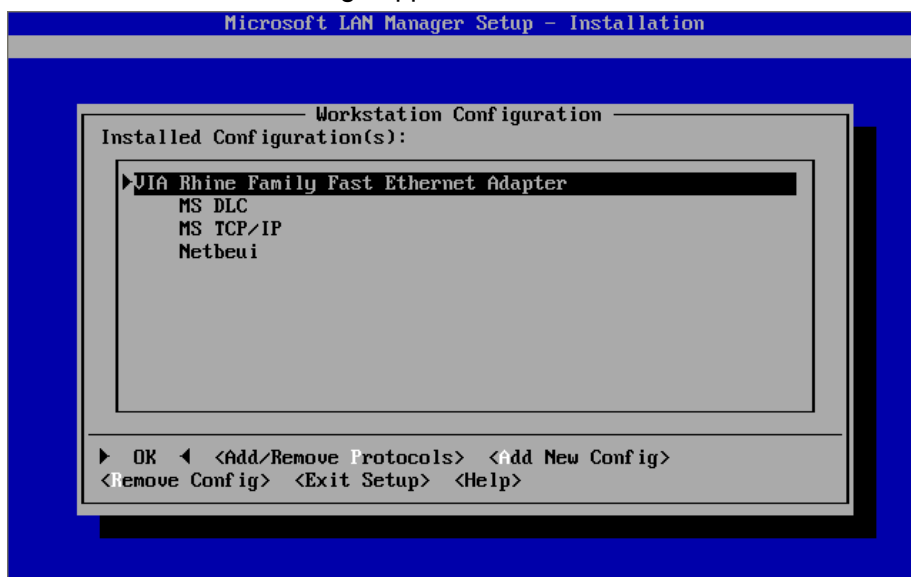 Microsoft LAN Manager Setup - Installation
Workstation Configuration
Installed Configuration(s):
VIA Rhine Family Fast Ethernet Adapter
MS DLC
MS TCP/IP
Netbeui
OK <Add/Remove Protocols> <Add New Config>
<Remove Config> <Exit Setup> <Help>